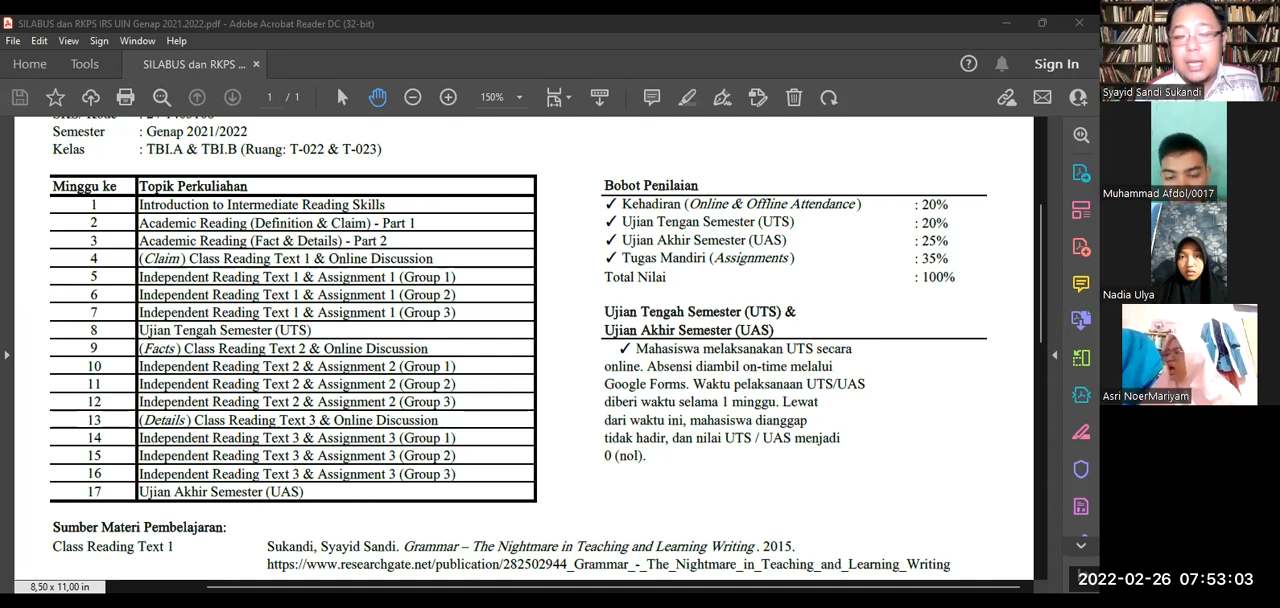 SILABUS dan RKPS IRS UIN Genap 2021.2022.pdf - Adobe Acrobat Reader DC (32-bit)
File Edit View Sign Window Help
Home Tools SILABUS dan RKPS ... × Sign In
1 / 1 150%
Semester : Genap 2021/2022
Kelas : TBI.A & TBI.B (Ruang: T-022 & T-023)
Minggu ke Topik Perkuliahan
1 Introduction to Intermediate Reading Skills
2 Academic Reading (Definition & Claim) - Part 1
3 Academic Reading (Fact & Details) - Part 2
4 (Claim) Class Reading Text 1 & Online Discussion
5 Independent Reading Text 1 & Assignment 1 (Group 1)
6 Independent Reading Text 1 & Assignment 1 (Group 2)
7 Independent Reading Text 1 & Assignment 1 (Group 3)
8 Ujian Tengah Semester (UTS)
9 (Facts) Class Reading Text 2 & Online Discussion
10 Independent Reading Text 2 & Assignment 2 (Group 1)
11 Independent Reading Text 2 & Assignment 2 (Group 2)
12 Independent Reading Text 2 & Assignment 2 (Group 3)
13 (Details) Class Reading Text 3 & Online Discussion
14 Independent Reading Text 3 & Assignment 3 (Group 1)
15 Independent Reading Text 3 & Assignment 3 (Group 2)
16 Independent Reading Text 3 & Assignment 3 (Group 3)
17 Ujian Akhir Semester (UAS)
Bobot Penilaian
✓ Kehadiran (Online & Offline Attendance) : 20%
✓ Ujian Tengan Semester (UTS) : 20%
✓ Ujian Akhir Semester (UAS) : 25%
✓ Tugas Mandiri (Assignments) : 35%
Total Nilai : 100%
Ujian Tengah Semester (UTS) &
Ujian Akhir Semester (UAS)
✓ Mahasiswa melaksanakan UTS secara
online. Absensi diambil on-time melalui
Google Forms. Waktu pelaksanaan UTS/UAS
diberi waktu selama 1 minggu. Lewat
dari waktu ini, mahasiswa dianggap
tidak hadir, dan nilai UTS / UAS menjadi
0 (nol).
Sumber Materi Pembelajaran:
Class Reading Text 1 Sukandi, Syayid Sandi. Grammar – The Nightmare in Teaching and Learning Writing. 2015.
https://www.researchgate.net/publication/282502944_Grammar_-_The_Nightmare_in_Teaching_and_Learning_Writing
8,50 x 11,00 in
Syayid Sandi Sukandi
Muhammad Afdol/0017
Nadia Ulya
Asri NoerMariyam
2022-02-26 07:53:03